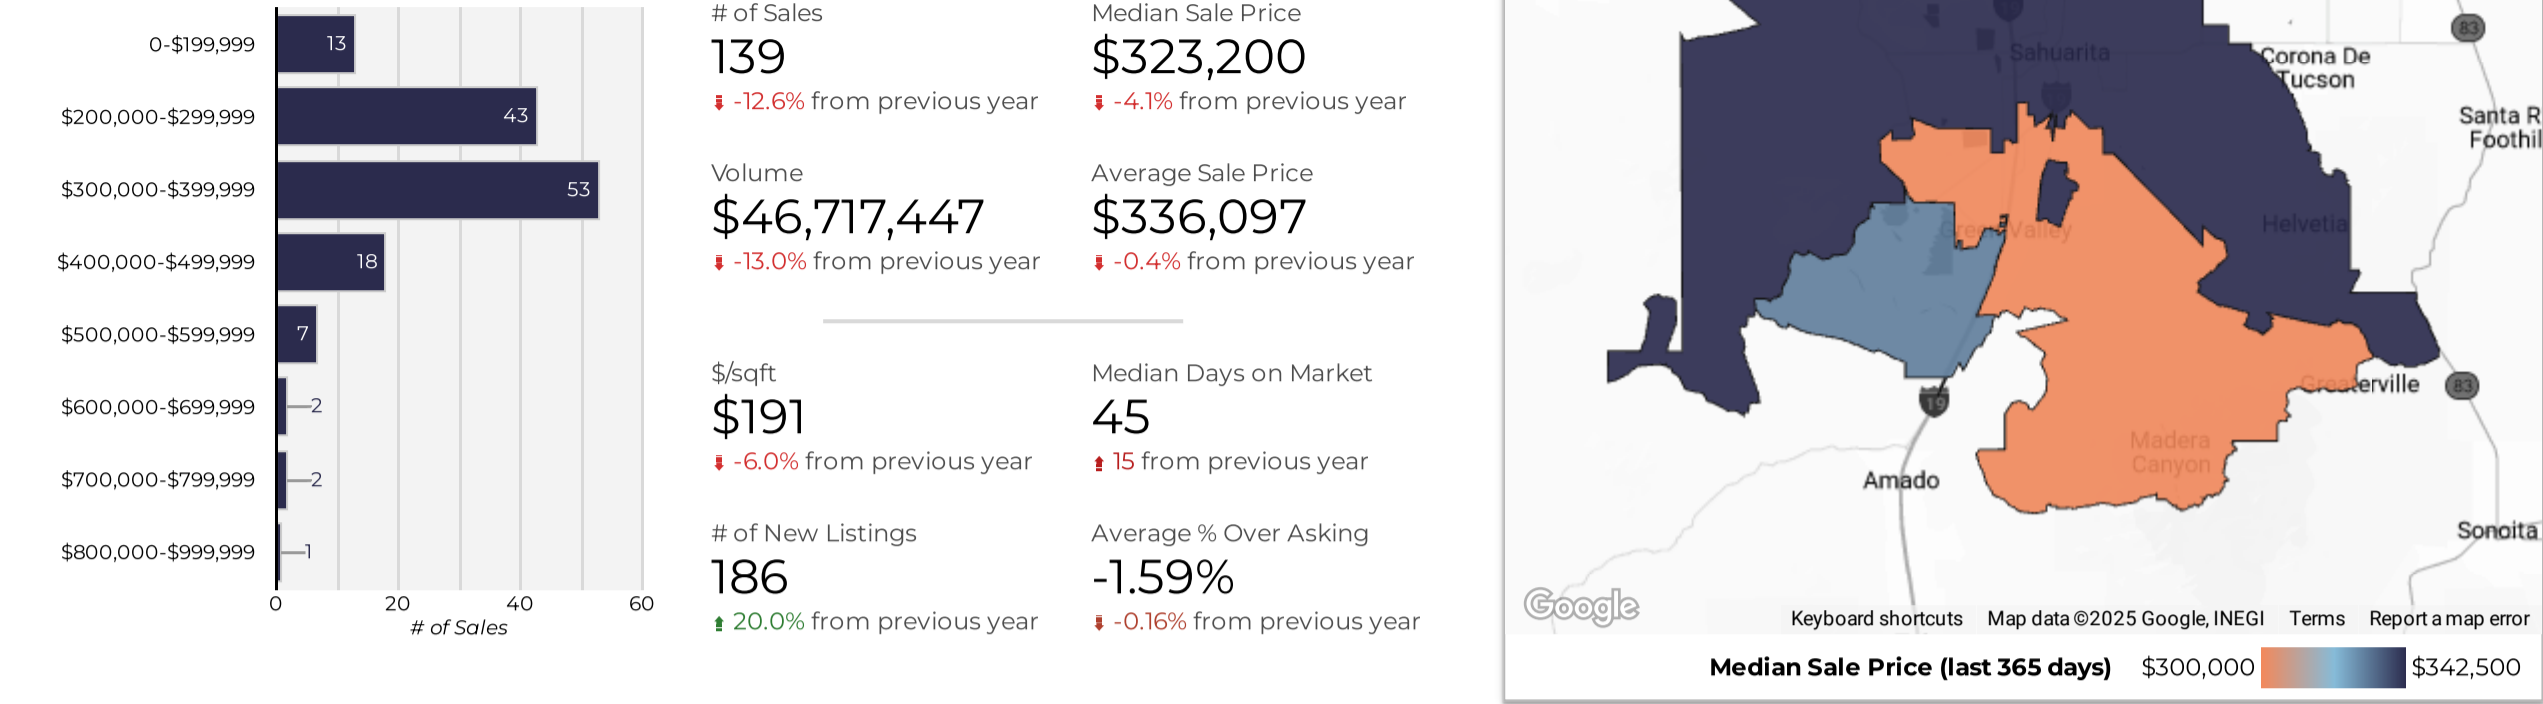 0-$199,999
13
$200,000-$299,999
43
$300,000-$399,999
53
$400,000-$499,999
18
$500,000-$599,999
7
$600,000-$699,999
2
$700,000-$799,999
2
$800,000-$999,999
1
0
20
40
60
# of Sales
# of Sales
139
-12.6% from previous year
Median Sale Price
$323,200
-4.1% from previous year
Volume
$46,717,447
-13.0% from previous year
Average Sale Price
$336,097
-0.4% from previous year
$/sqft
$191
-6.0% from previous year
Median Days on Market
45
15 from previous year
# of New Listings
186
20.0% from previous year
Average % Over Asking
-1.59%
-0.16% from previous year
83
Sahuarita
Corona De
Tucson
Santa R
Foothil
Helvetia
Green Valley
Greaterville
83
19
Madera
Canyon
Amado
Sonoita
Google
Keyboard shortcuts
Map data ©2025 Google, INEGI
Terms
Report a map error
Median Sale Price (last 365 days)
$300,000
$342,500